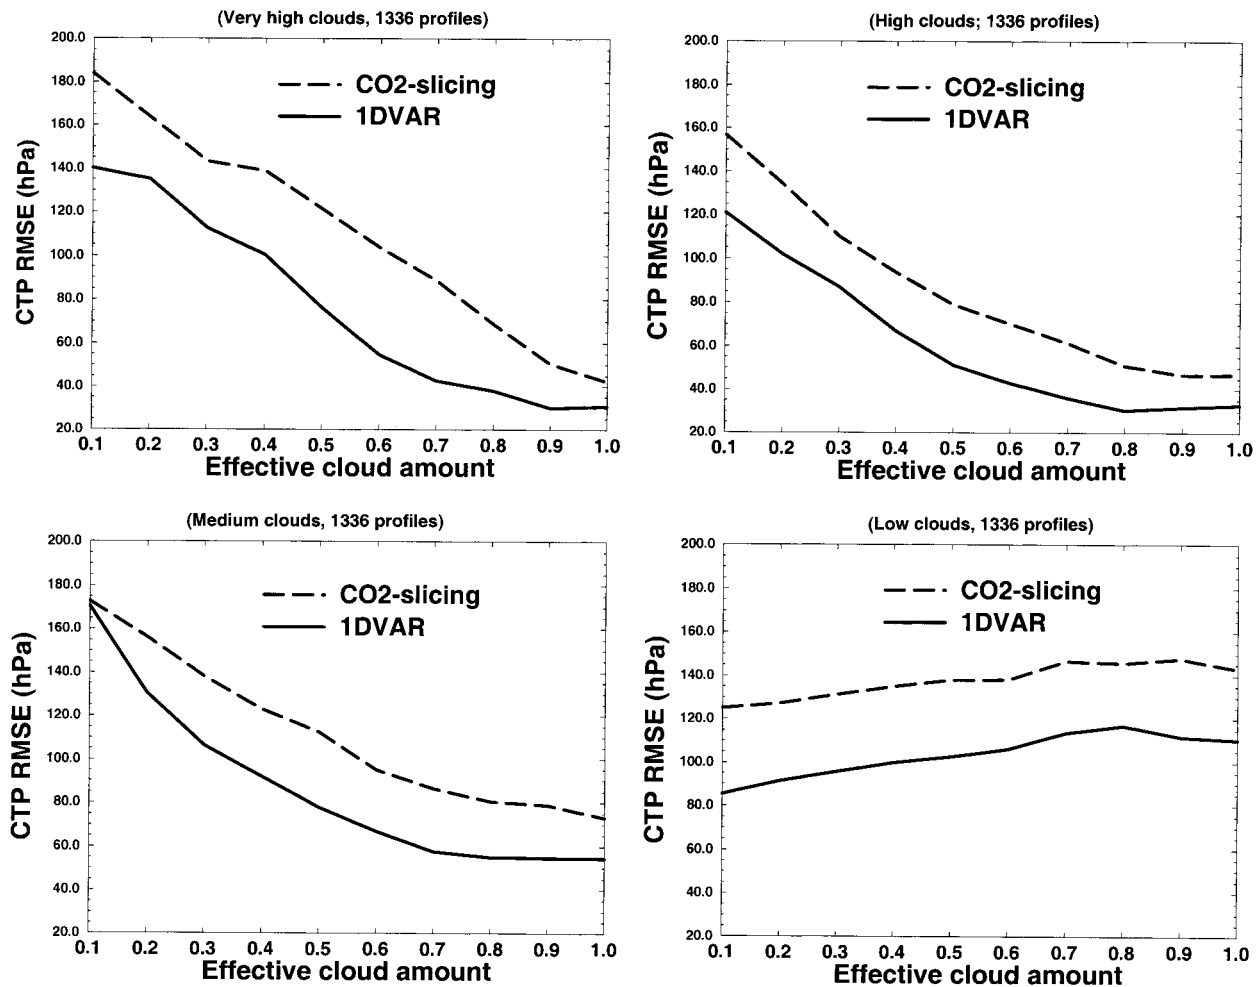 (Very high clouds, 1336 profiles)
200.0
180.0
160.0
140.0
120.0
100.0
80.0
60.0
40.0
20.0
CTP RMSE (hPa)
CO2-slicing
1DVAR
0.1 0.2 0.3 0.4 0.5 0.6 0.7 0.8 0.9 1.0
Effective cloud amount
(High clouds; 1336 profiles)
200.0
180.0
160.0
140.0
120.0
100.0
80.0
60.0
40.0
20.0
CTP RMSE (hPa)
CO2-slicing
1DVAR
0.1 0.2 0.3 0.4 0.5 0.6 0.7 0.8 0.9 1.0
Effective cloud amount
(Medium clouds, 1336 profiles)
200.0
180.0
160.0
140.0
120.0
100.0
80.0
60.0
40.0
20.0
CTP RMSE (hPa)
CO2-slicing
1DVAR
0.1 0.2 0.3 0.4 0.5 0.6 0.7 0.8 0.9 1.0
Effective cloud amount
(Low clouds, 1336 profiles)
200.0
180.0
160.0
140.0
120.0
100.0
80.0
60.0
40.0
20.0
CTP RMSE (hPa)
CO2-slicing
1DVAR
0.1 0.2 0.3 0.4 0.5 0.6 0.7 0.8 0.9 1.0
Effective cloud amount